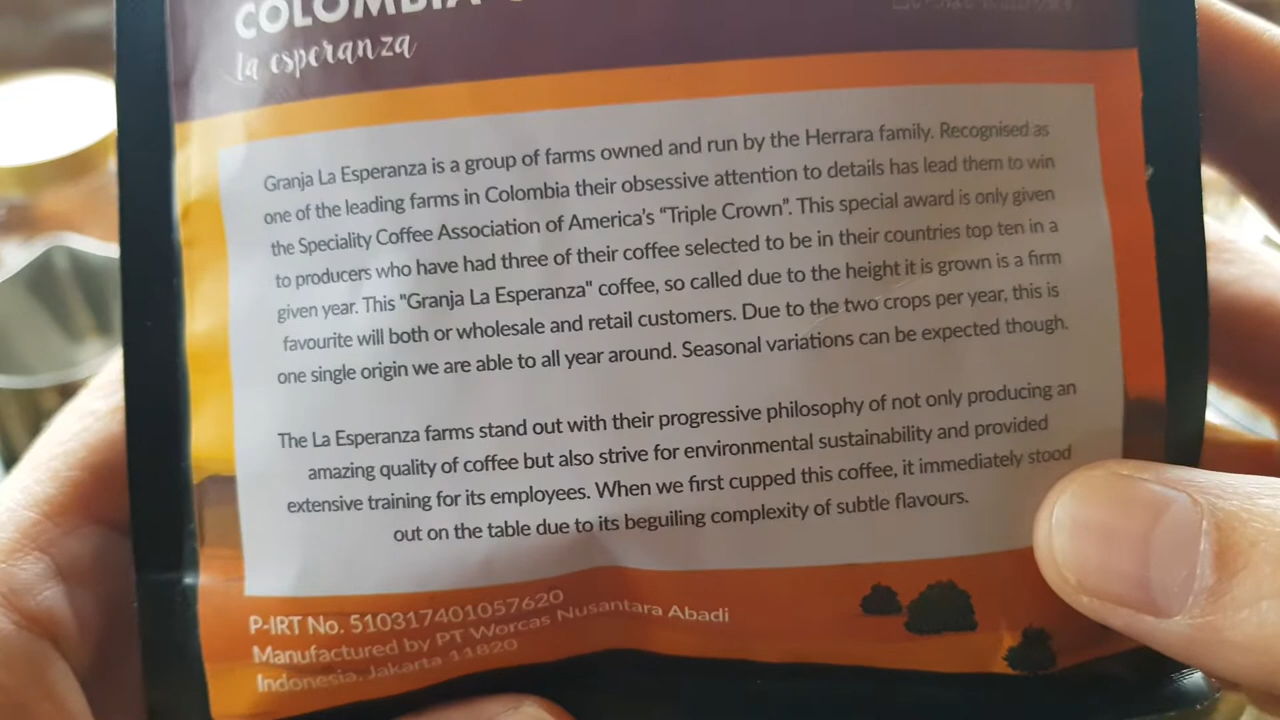 COLOMBIA
la esperanza
Granja La Esperanza is a group of farms owned and run by the Herrara family. Recognised as
one of the leading farms in Colombia their obsessive attention to details has lead them to win
the Speciality Coffee Association of America's “Triple Crown”. This special award is only given
to producers who have had three of their coffee selected to be in their countries top ten in a
given year. This "Granja La Esperanza" coffee, so called due to the height it is grown is a firm
favourite will both or wholesale and retail customers. Due to the two crops per year, this is
one single origin we are able to all year around. Seasonal variations can be expected though.
The La Esperanza farms stand out with their progressive philosophy of not only producing an
amazing quality of coffee but also strive for environmental sustainability and provided
extensive training for its employees. When we first cupped this coffee, it immediately stood
out on the table due to its beguiling complexity of subtle flavours.
P-IRT No. 510317401057620
Manufactured by PT Worcas Nusantara Abadi
Indonesia, Jakarta 11820